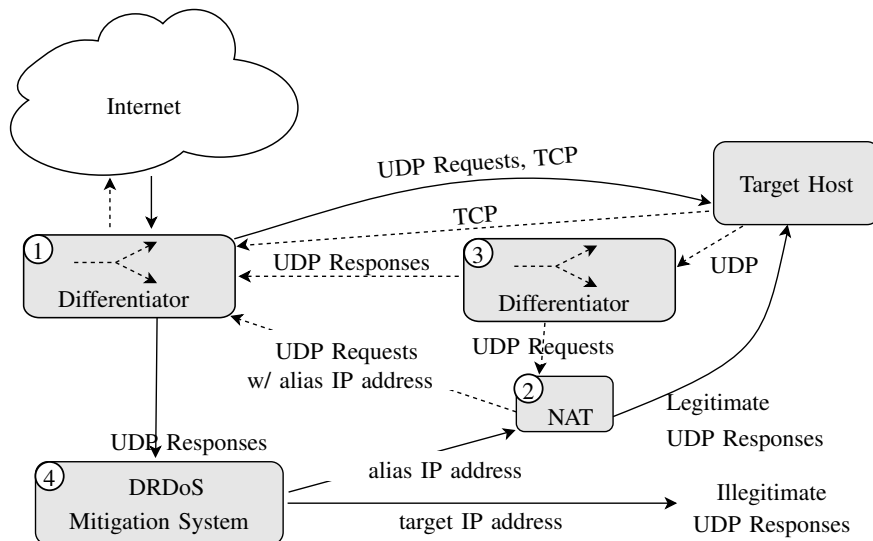 Internet
UDP Requests, TCP
Target Host
TCP
1
Differentiator
UDP Responses
3
Differentiator
UDP
UDP Requests
w/ alias IP address
UDP Requests
2
NAT
Legitimate
UDP Responses
UDP Responses
4
DRDoS
Mitigation System
alias IP address
target IP address
Illegitimate
UDP Responses